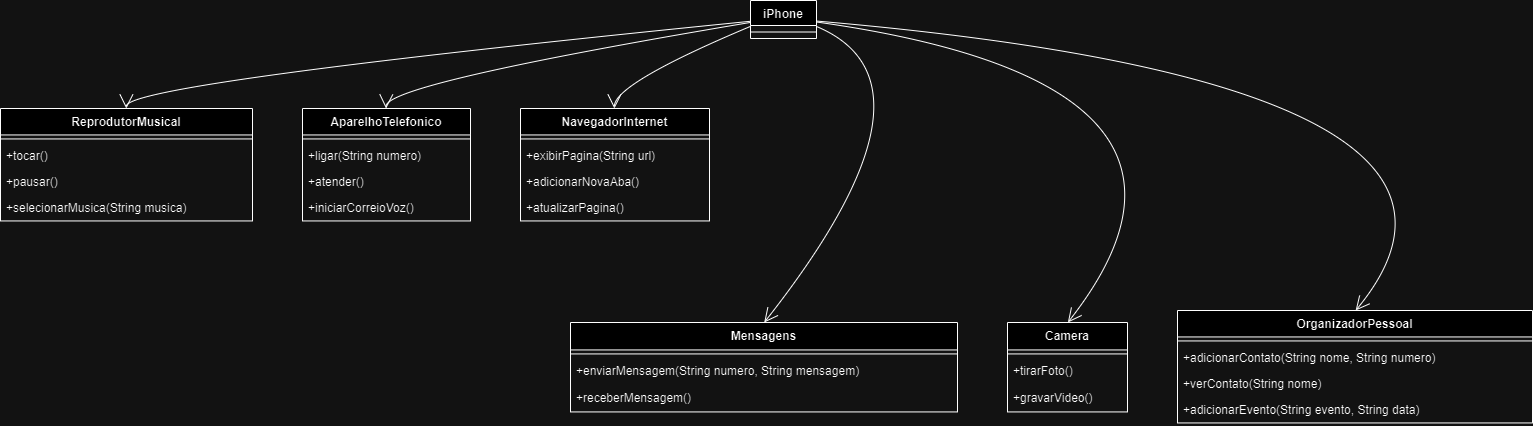 iPhone
ReprodutorMusical
+tocar()
+pausar()
+selecionarMusica(String musica)
AparelhoTelefonico
+ligar(String numero)
+atender()
+iniciarCorreioVoz()
NavegadorInternet
+exibirPagina(String url)
+adicionarNovaAba()
+atualizarPagina()
Mensagens
+enviarMensagem(String numero, String mensagem)
+receberMensagem()
Camera
+tirarFoto()
+gravarVideo()
OrganizadorPessoal
+adicionarContato(String nome, String numero)
+verContato(String nome)
+adicionarEvento(String evento, String data)